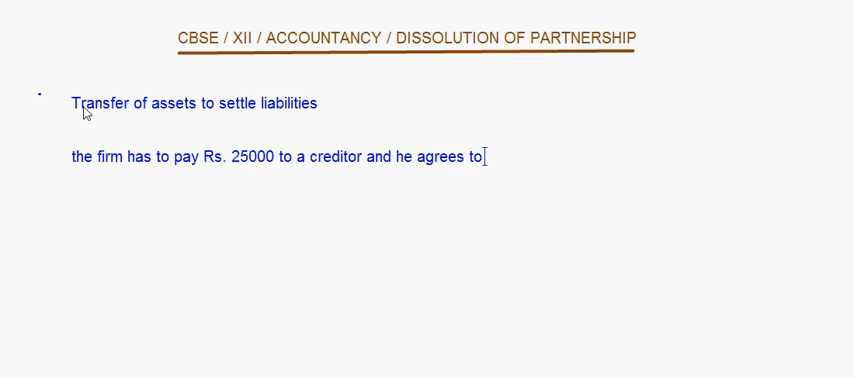 CBSE / XII / ACCOUNTANCY / DISSOLUTION OF PARTNERSHIP
Transfer of assets to settle liabilities
the firm has to pay Rs. 25000 to a creditor and he agrees to